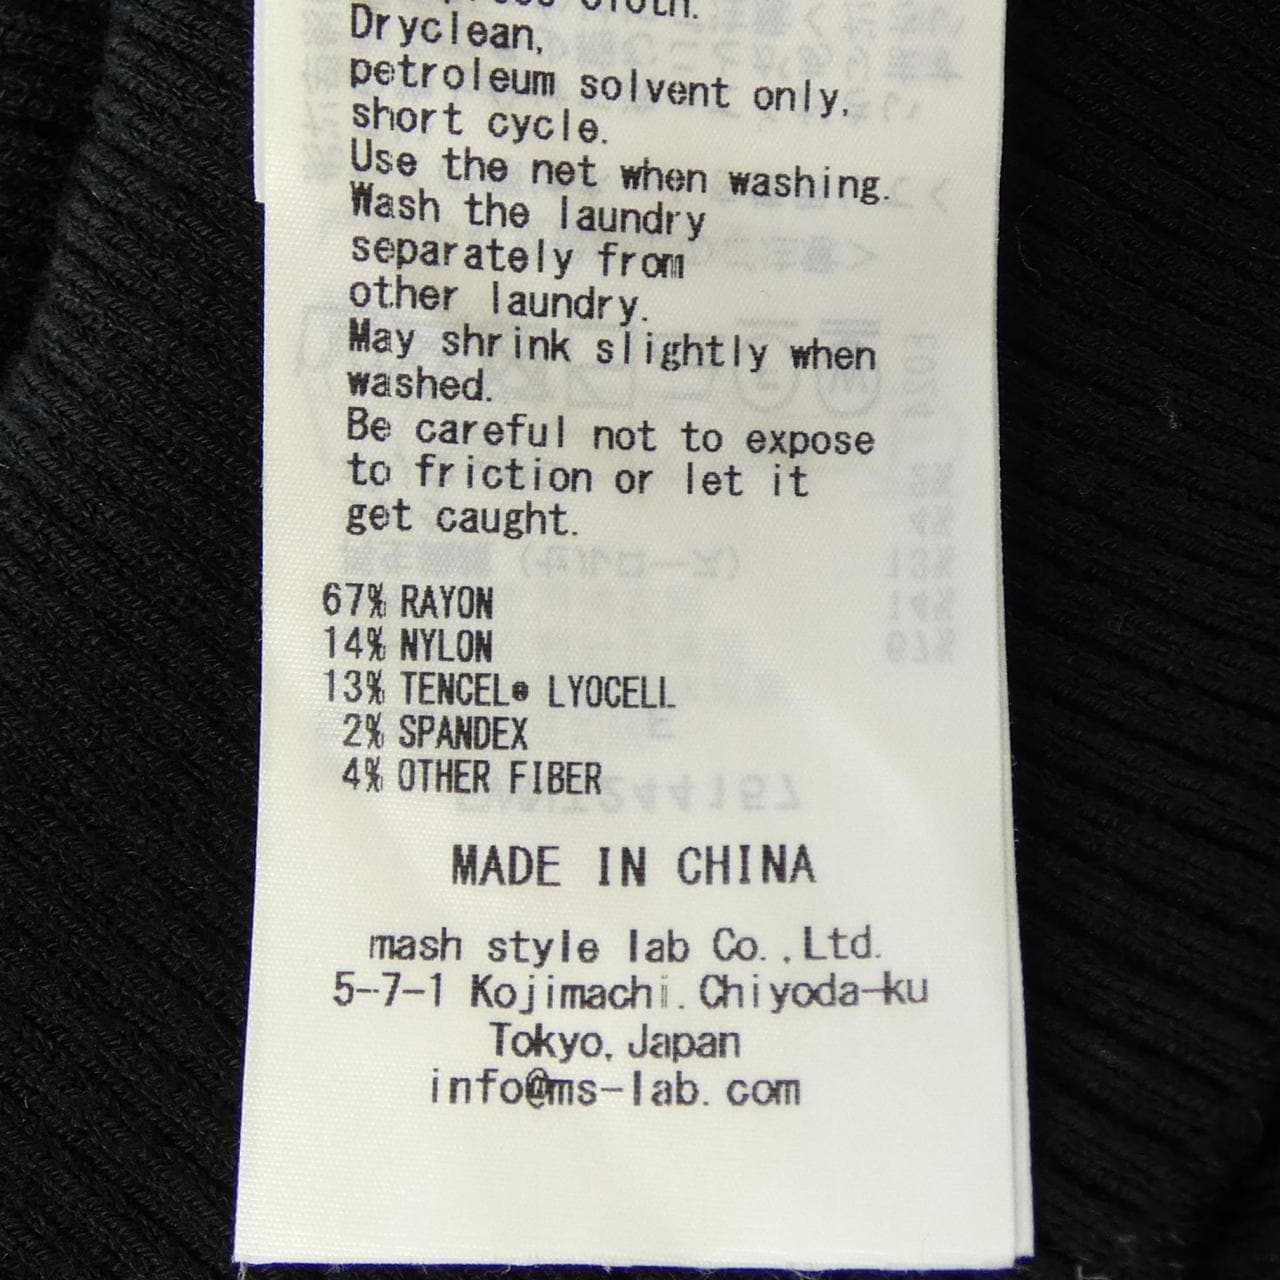 cloth.
Dryclean,
petroleum solvent only,
short cycle.
Use the net when washing.
Wash the laundry
separately from
other laundry.
May shrink slightly when
washed.
Be careful not to expose
to friction or let it
get caught.
67% RAYON
14% NYLON
13% TENCEL® LYOCELL
2% SPANDEX
4% OTHER FIBER
MADE IN CHINA
mash style lab Co.,Ltd.
5-7-1 Kojimachi. Chiyoda-ku
Tokyo, Japan
info@ms-lab.com